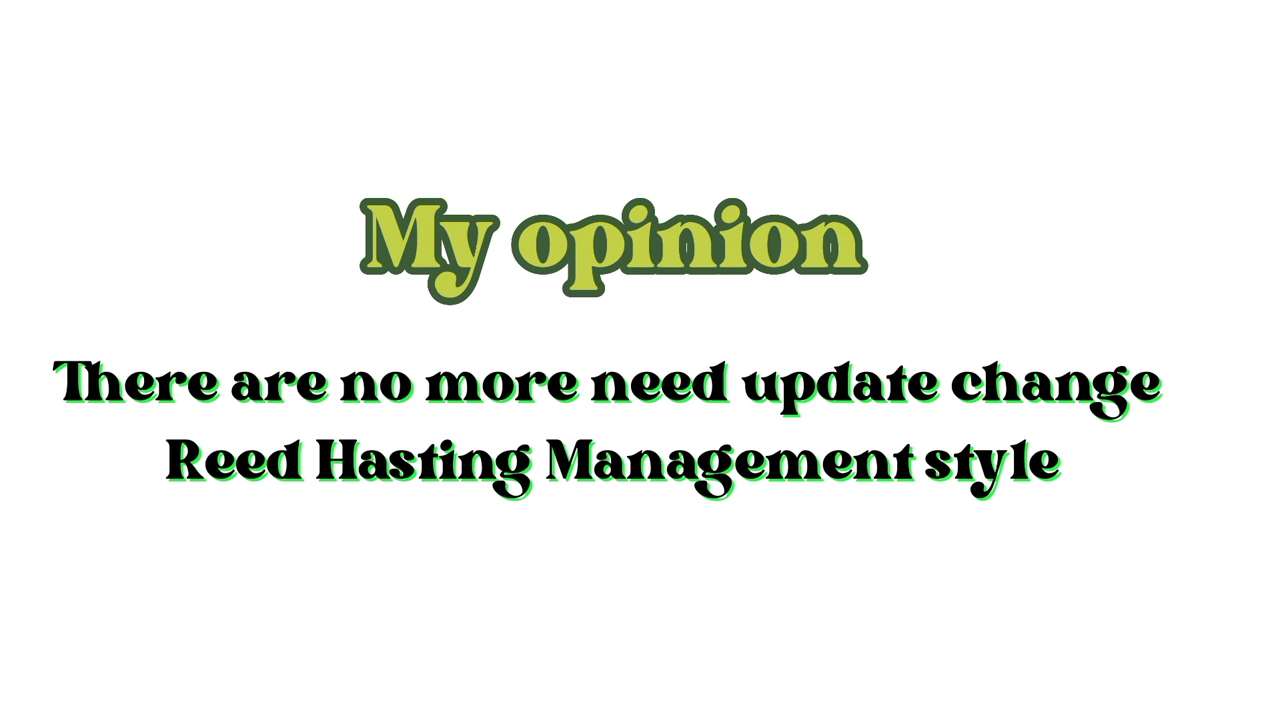 My opinion
There are no more need update change
Reed Hasting Management style